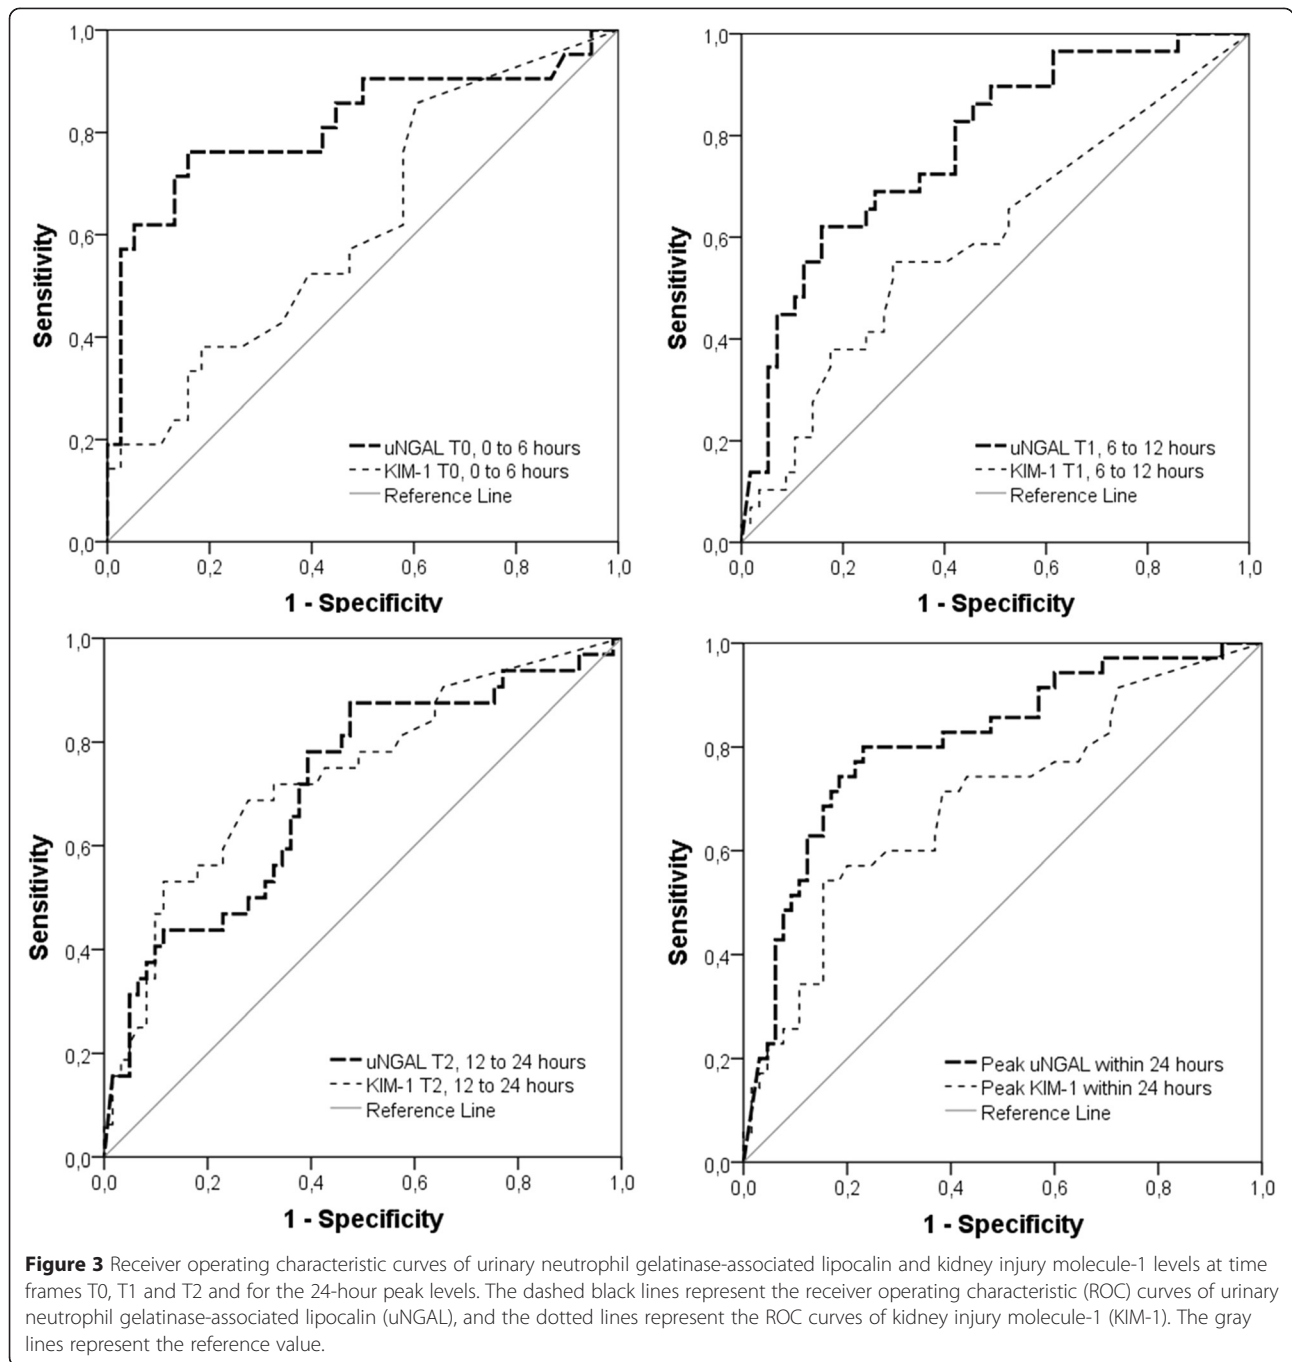 1,0
0,8
0,6
0,4
0,2
0,0
Sensitivity
uNGAL T0, 0 to 6 hours
KIM-1 T0, 0 to 6 hours
Reference Line
0,0 0,2 0,4 0,6 0,8 1,0
1 - Specificity
1,0
0,8
0,6
0,4
0,2
0,0
Sensitivity
uNGAL T1, 6 to 12 hours
KIM-1 T1, 6 to 12 hours
Reference Line
0,0 0,2 0,4 0,6 0,8 1,0
1 - Specificity
1,0
0,8
0,6
0,4
0,2
0,0
Sensitivity
uNGAL T2, 12 to 24 hours
KIM-1 T2, 12 to 24 hours
Reference Line
0,0 0,2 0,4 0,6 0,8 1,0
1 - Specificity
1,0
0,8
0,6
0,4
0,2
0,0
Sensitivity
Peak uNGAL within 24 hours
Peak KIM-1 within 24 hours
Reference Line
0,0 0,2 0,4 0,6 0,8 1,0
1 - Specificity
Figure 3 Receiver operating characteristic curves of urinary neutrophil gelatinase-associated lipocalin and kidney injury molecule-1 levels at time
frames T0, T1 and T2 and for the 24-hour peak levels. The dashed black lines represent the receiver operating characteristic (ROC) curves of urinary
neutrophil gelatinase-associated lipocalin (uNGAL), and the dotted lines represent the ROC curves of kidney injury molecule-1 (KIM-1). The gray
lines represent the reference value.